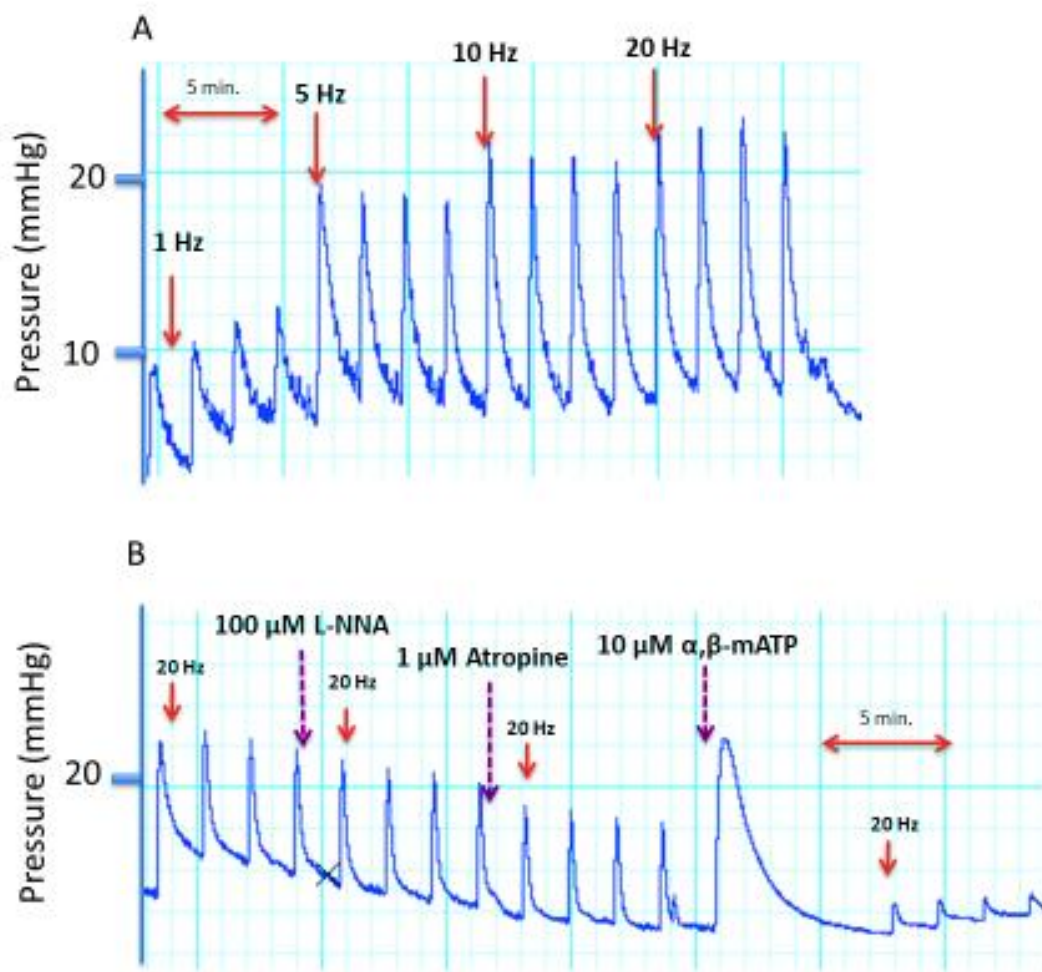 A
10 Hz
20 Hz
5 min.
5 Hz
20
1 Hz
10
Pressure (mmHg)
B
100 µM L-NNA
1 µM Atropine
10 µM α,β-mATP
20 Hz
20 Hz
20 Hz
5 min.
20
20 Hz
Pressure (mmHg)